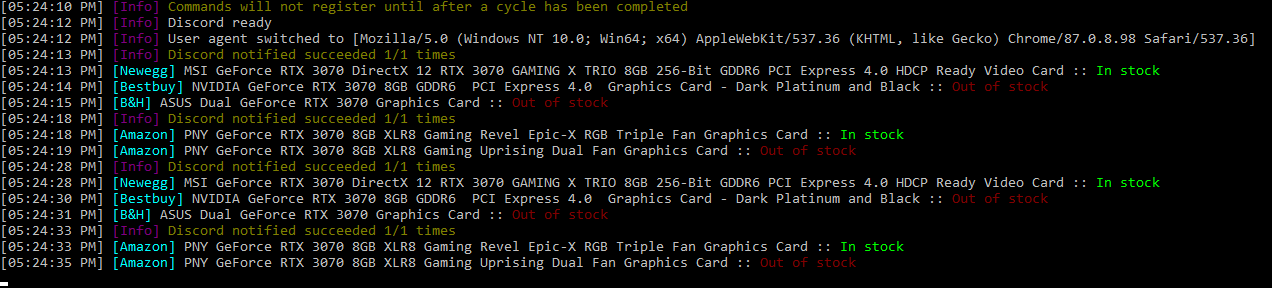 [05:24:10 PM] [Info] Commands will not register until after a cycle has been completed
[05:24:12 PM] [Info] Discord ready
[05:24:12 PM] [Info] User agent switched to [Mozilla/5.0 (Windows NT 10.0; Win64; x64) AppleWebKit/537.36 (KHTML, like Gecko) Chrome/87.0.8.98 Safari/537.36]
[05:24:13 PM] [Info] Discord notified succeeded 1/1 times
[05:24:13 PM] [Newegg] MSI GeForce RTX 3070 DirectX 12 RTX 3070 GAMING X TRIO 8GB 256-Bit GDDR6 PCI Express 4.0 HDCP Ready Video Card :: In stock
[05:24:14 PM] [Bestbuy] NVIDIA GeForce RTX 3070 8GB GDDR6  PCI Express 4.0  Graphics Card - Dark Platinum and Black :: Out of stock
[05:24:15 PM] [B&H] ASUS Dual GeForce RTX 3070 Graphics Card :: Out of stock
[05:24:18 PM] [Info] Discord notified succeeded 1/1 times
[05:24:18 PM] [Amazon] PNY GeForce RTX 3070 8GB XLR8 Gaming Revel Epic-X RGB Triple Fan Graphics Card :: In stock
[05:24:19 PM] [Amazon] PNY GeForce RTX 3070 8GB XLR8 Gaming Uprising Dual Fan Graphics Card :: Out of stock
[05:24:28 PM] [Info] Discord notified succeeded 1/1 times
[05:24:28 PM] [Newegg] MSI GeForce RTX 3070 DirectX 12 RTX 3070 GAMING X TRIO 8GB 256-Bit GDDR6 PCI Express 4.0 HDCP Ready Video Card :: In stock
[05:24:30 PM] [Bestbuy] NVIDIA GeForce RTX 3070 8GB GDDR6  PCI Express 4.0  Graphics Card - Dark Platinum and Black :: Out of stock
[05:24:31 PM] [B&H] ASUS Dual GeForce RTX 3070 Graphics Card :: Out of stock
[05:24:33 PM] [Info] Discord notified succeeded 1/1 times
[05:24:33 PM] [Amazon] PNY GeForce RTX 3070 8GB XLR8 Gaming Revel Epic-X RGB Triple Fan Graphics Card :: In stock
[05:24:35 PM] [Amazon] PNY GeForce RTX 3070 8GB XLR8 Gaming Uprising Dual Fan Graphics Card :: Out of stock